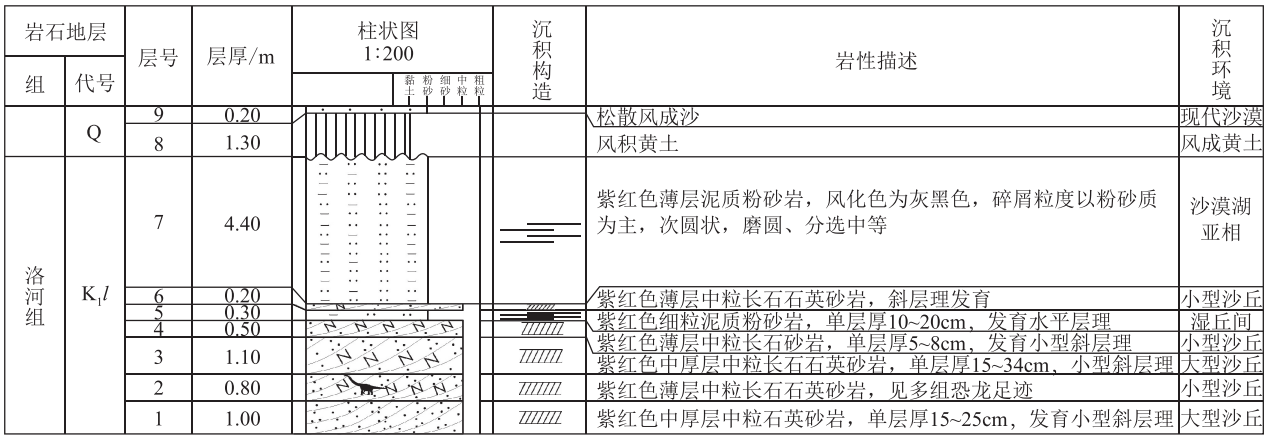 岩石地层
组
代号
层号
层厚/m
柱状图
1:200
黏土
粉砂
细砂
中粒
粗粒
沉积构造
岩性描述
沉积环境
Q
9
0.20
松散风成沙
现代沙漠
8
1.30
风积黄土
风成黄土
洛河组
K₁l
7
4.40
紫红色薄层泥质粉砂岩，风化色为灰黑色，碎屑粒度以粉砂质
为主，次圆状，磨圆、分选中等
沙漠湖
亚相
6
0.20
紫红色薄层中粒长石石英砂岩，斜层理发育
小型沙丘
5
0.30
紫红色细粒泥质粉砂岩，单层厚10~20cm，发育水平层理
湿丘间
4
0.50
紫红色薄层中粒长石砂岩，单层厚5~8cm，发育小型斜层理
小型沙丘
3
1.10
紫红色中厚层中粒长石石英砂岩，单层厚15~34cm，小型斜层理
大型沙丘
2
0.80
紫红色薄层中粒长石石英砂岩，见多组恐龙足迹
小型沙丘
1
1.00
紫红色中厚层中粒石英砂岩，单层厚15~25cm，发育小型斜层理
大型沙丘